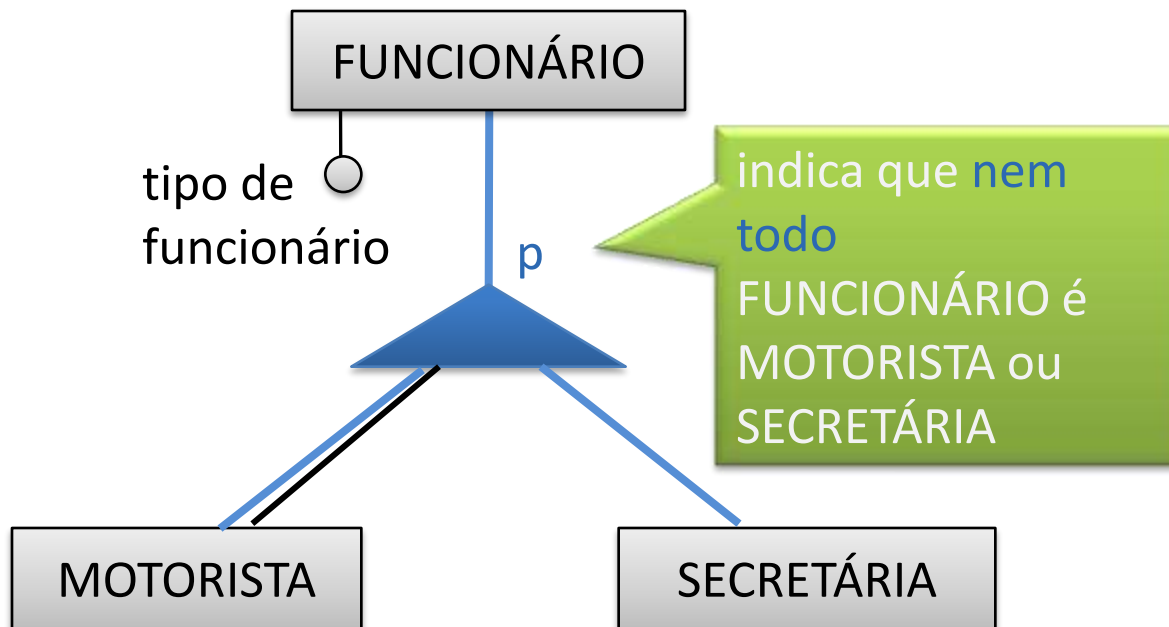 FUNCIONÁRIO
tipo de
funcionário
p
indica que nem
todo
FUNCIONÁRIO é
MOTORISTA ou
SECRETÁRIA
MOTORISTA
SECRETÁRIA